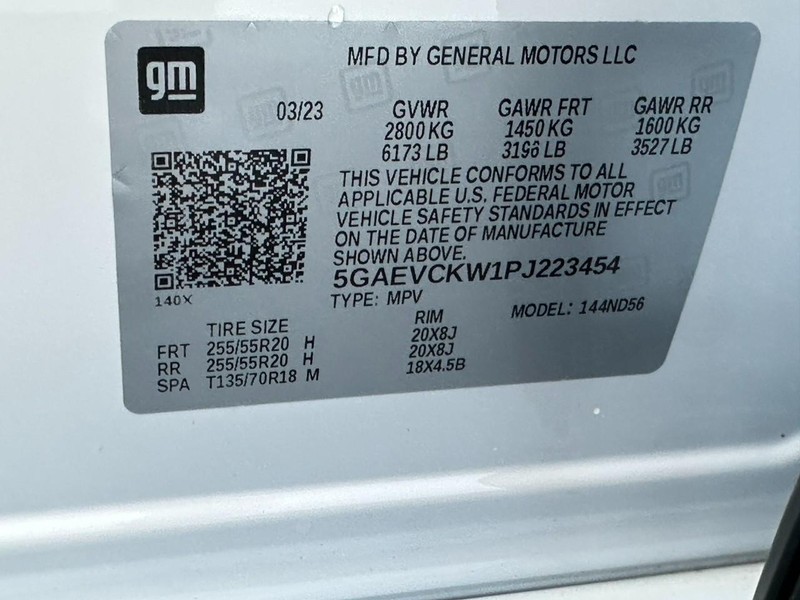 gm
MFD BY GENERAL MOTORS LLC
03/23 GVWR GAWR FRT GAWR RR
2800 KG 1450 KG 1600 KG
6173 LB 3196 LB 3527 LB
THIS VEHICLE CONFORMS TO ALL
APPLICABLE U.S. FEDERAL MOTOR
VEHICLE SAFETY STANDARDS IN EFFECT
ON THE DATE OF MANUFACTURE
SHOWN ABOVE.
5GAEVCKW1PJ223454
140X
TYPE: MPV MODEL: 144ND56
TIRE SIZE RIM
FRT 255/55R20 H 20X8J
RR 255/55R20 H 20X8J
SPA T135/70R18 M 18X4.5B